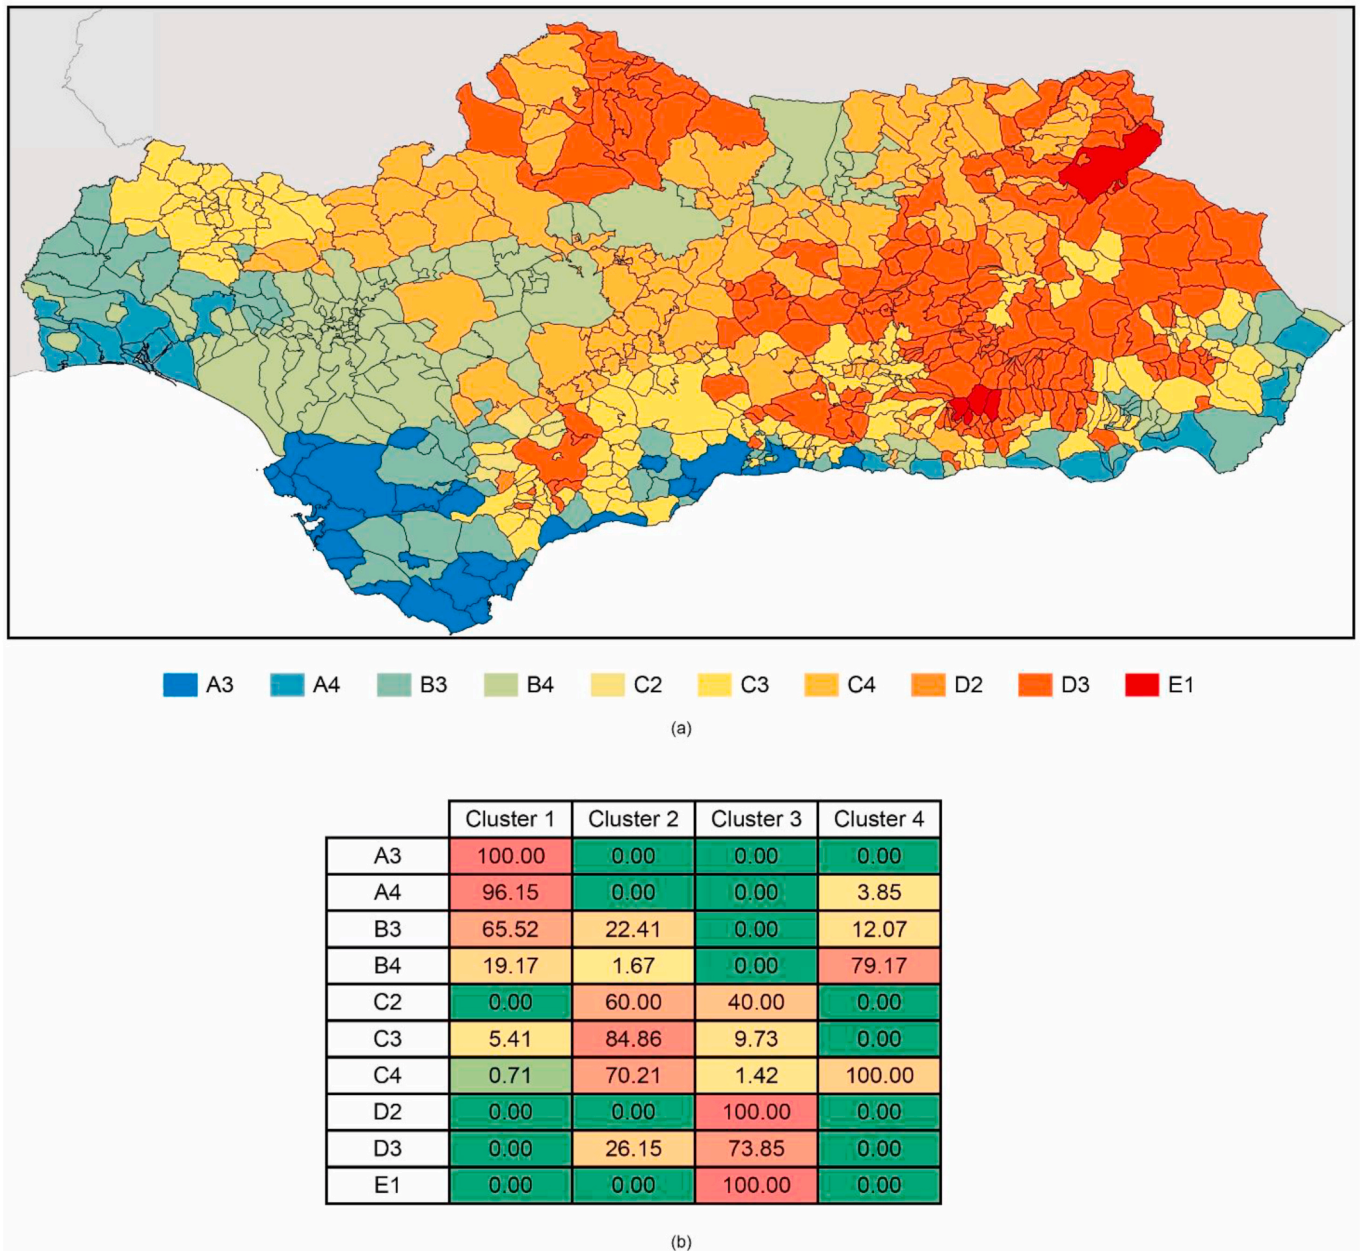 A3 A4 B3 B4 C2 C3 C4 D2 D3 E1
(a)
Cluster 1 Cluster 2 Cluster 3 Cluster 4
A3 100.00 0.00 0.00 0.00
A4 96.15 0.00 0.00 3.85
B3 65.52 22.41 0.00 12.07
B4 19.17 1.67 0.00 79.17
C2 0.00 60.00 40.00 0.00
C3 5.41 84.86 9.73 0.00
C4 0.71 70.21 1.42 100.00
D2 0.00 0.00 100.00 0.00
D3 0.00 26.15 73.85 0.00
E1 0.00 0.00 100.00 0.00
(b)